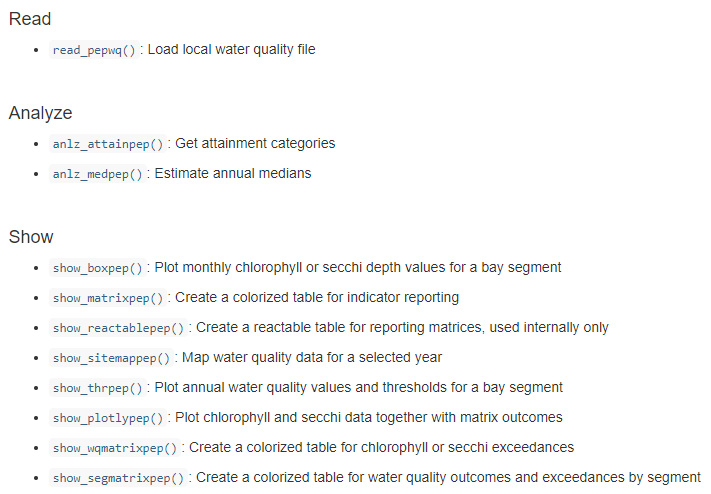 Read
• read_pepwq() : Load local water quality file
Analyze
• anlz_attainpep() : Get attainment categories
• anlz_medpep() : Estimate annual medians
Show
• show_boxpep() : Plot monthly chlorophyll or secchi depth values for a bay segment
• show_matrixpep() : Create a colorized table for indicator reporting
• show_reactablepep() : Create a reactable table for reporting matrices, used internally only
• show_sitemappep() : Map water quality data for a selected year
• show_thrpep() : Plot annual water quality values and thresholds for a bay segment
• show_plotlypep() : Plot chlorophyll and secchi data together with matrix outcomes
• show_wqmatrixpep() : Create a colorized table for chlorophyll or secchi exceedances
• show_segmatrixpep() : Create a colorized table for water quality outcomes and exceedances by segment